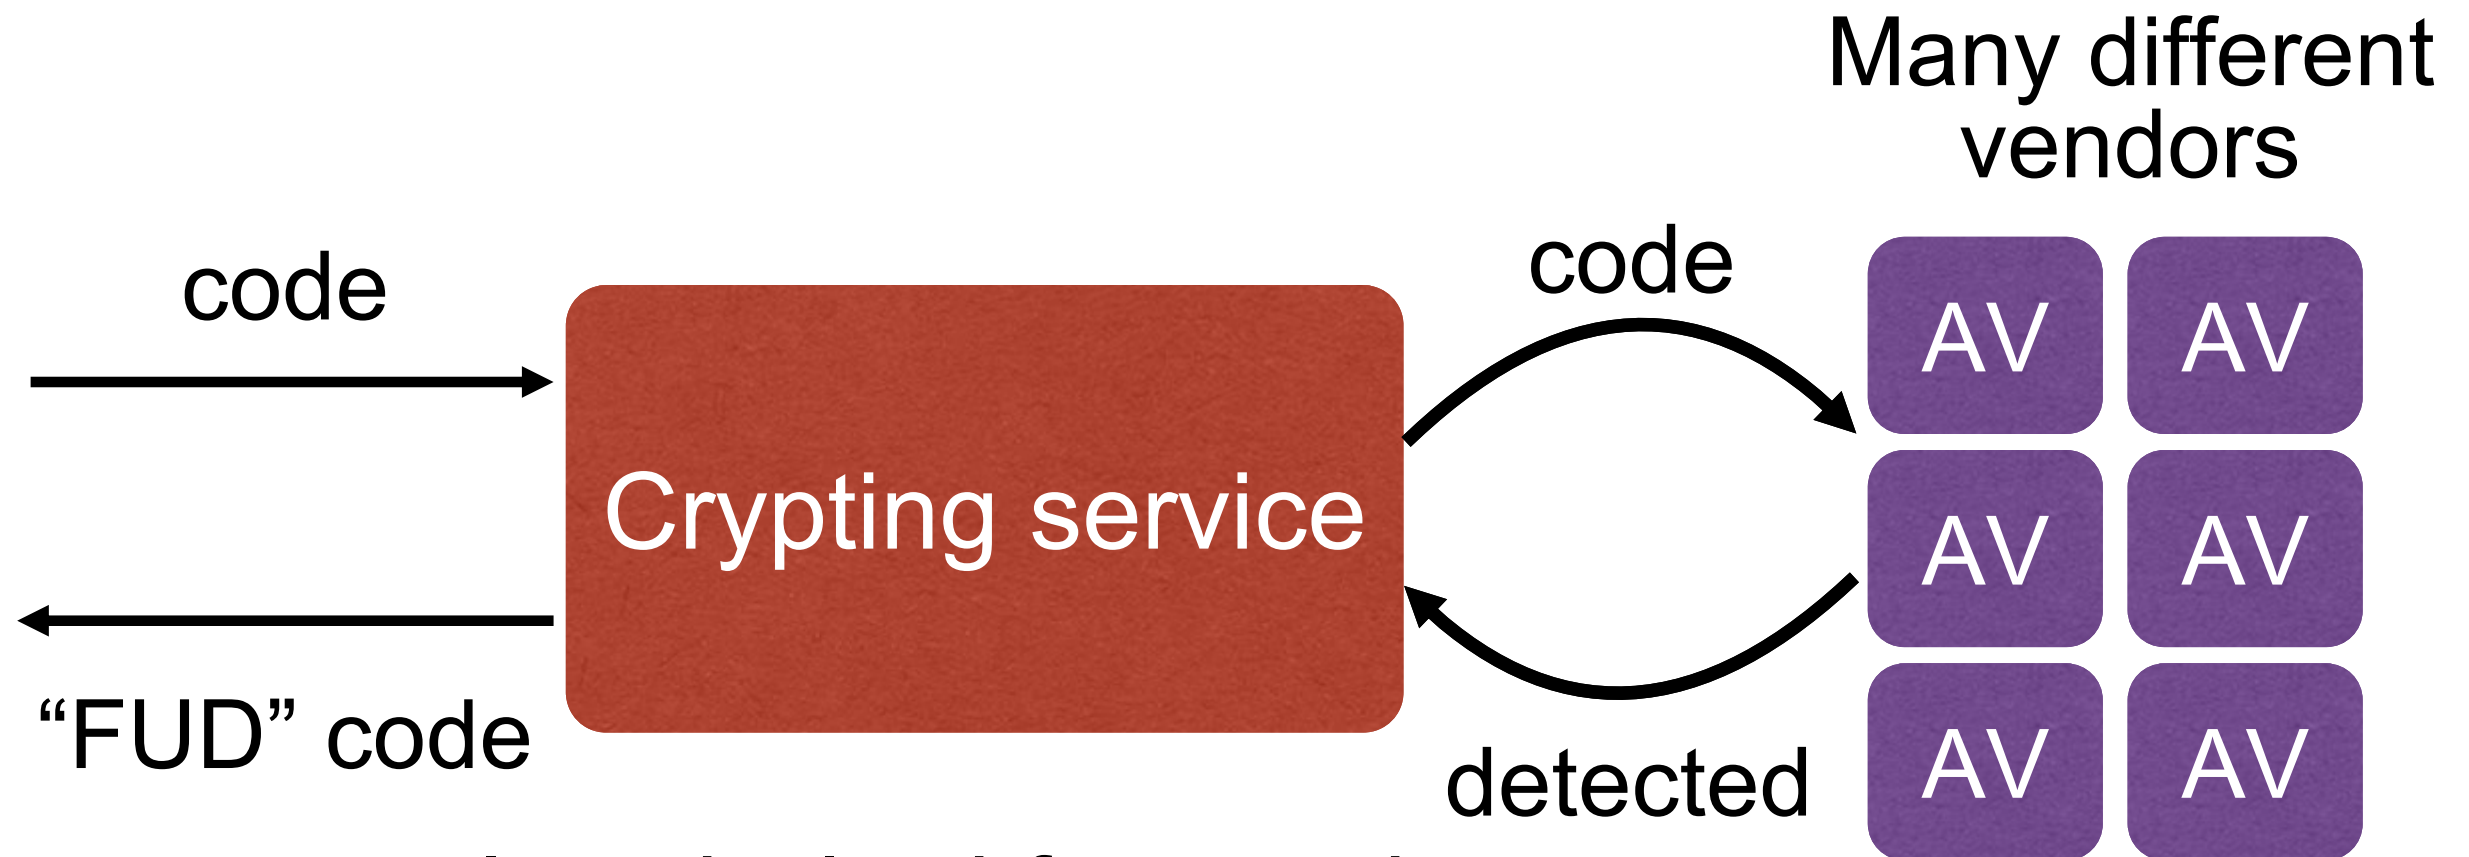 Many different
vendors
code
code
AV AV
Crypting service
AV AV
“FUD” code
detected
AV AV